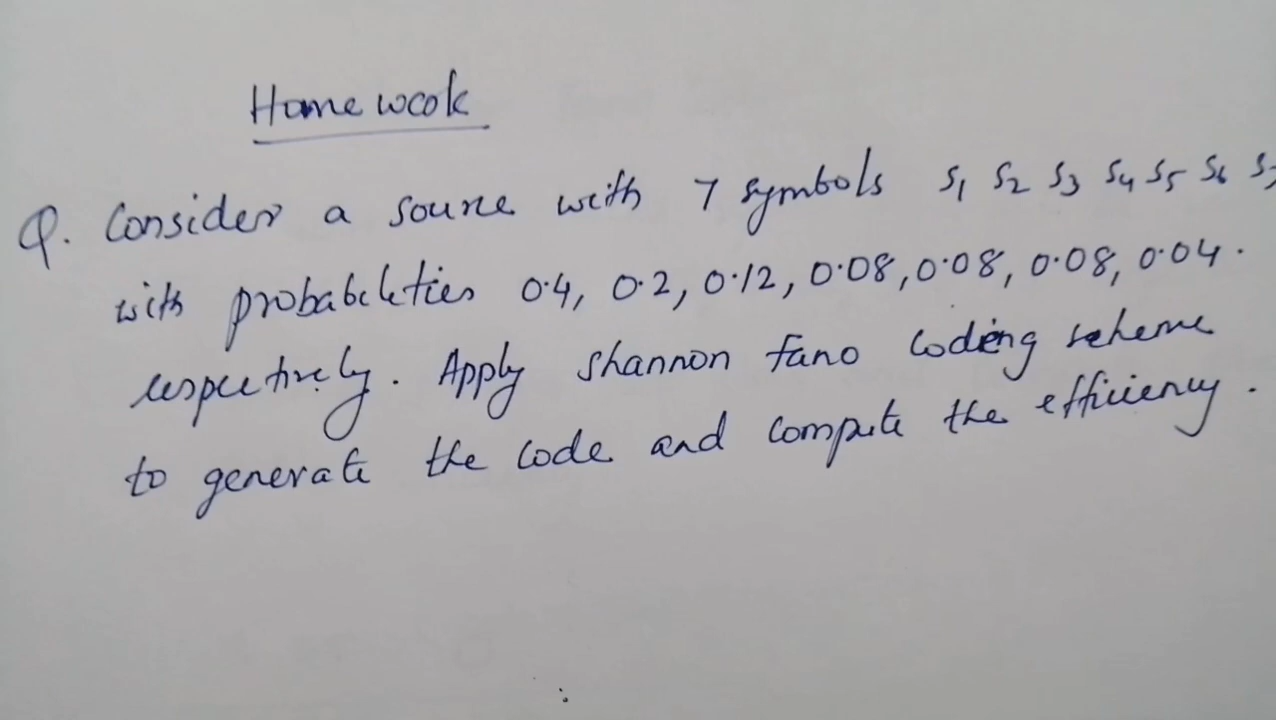 Homework
Q. Consider a source with 7 symbols S1 S2 S3 S4 S5 S6 S7
with probabilities 0.4, 0.2, 0.12, 0.08, 0.08, 0.08, 0.04.
respectively. Apply Shannon Fano Coding scheme
to generate the code and compute the efficiency.